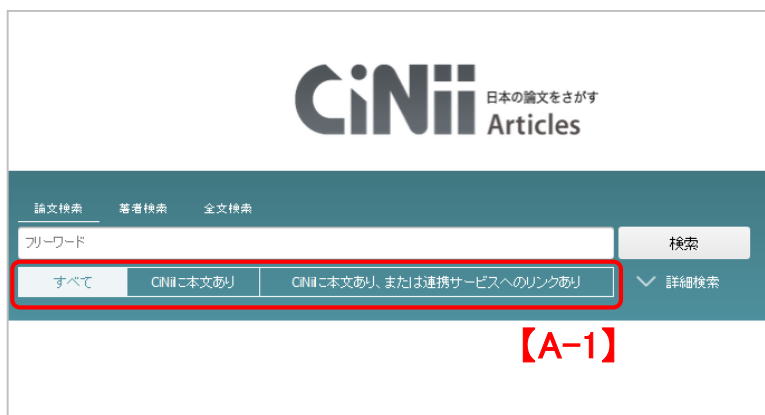 CiNii 日本の論文をさがす
Articles
論文検索 著者検索 全文検索
フリーワード 検索
すべて CiNiiに本文あり CiNiiに本文あり、または連携サービスへのリンクあり 詳細検索
【A-1】